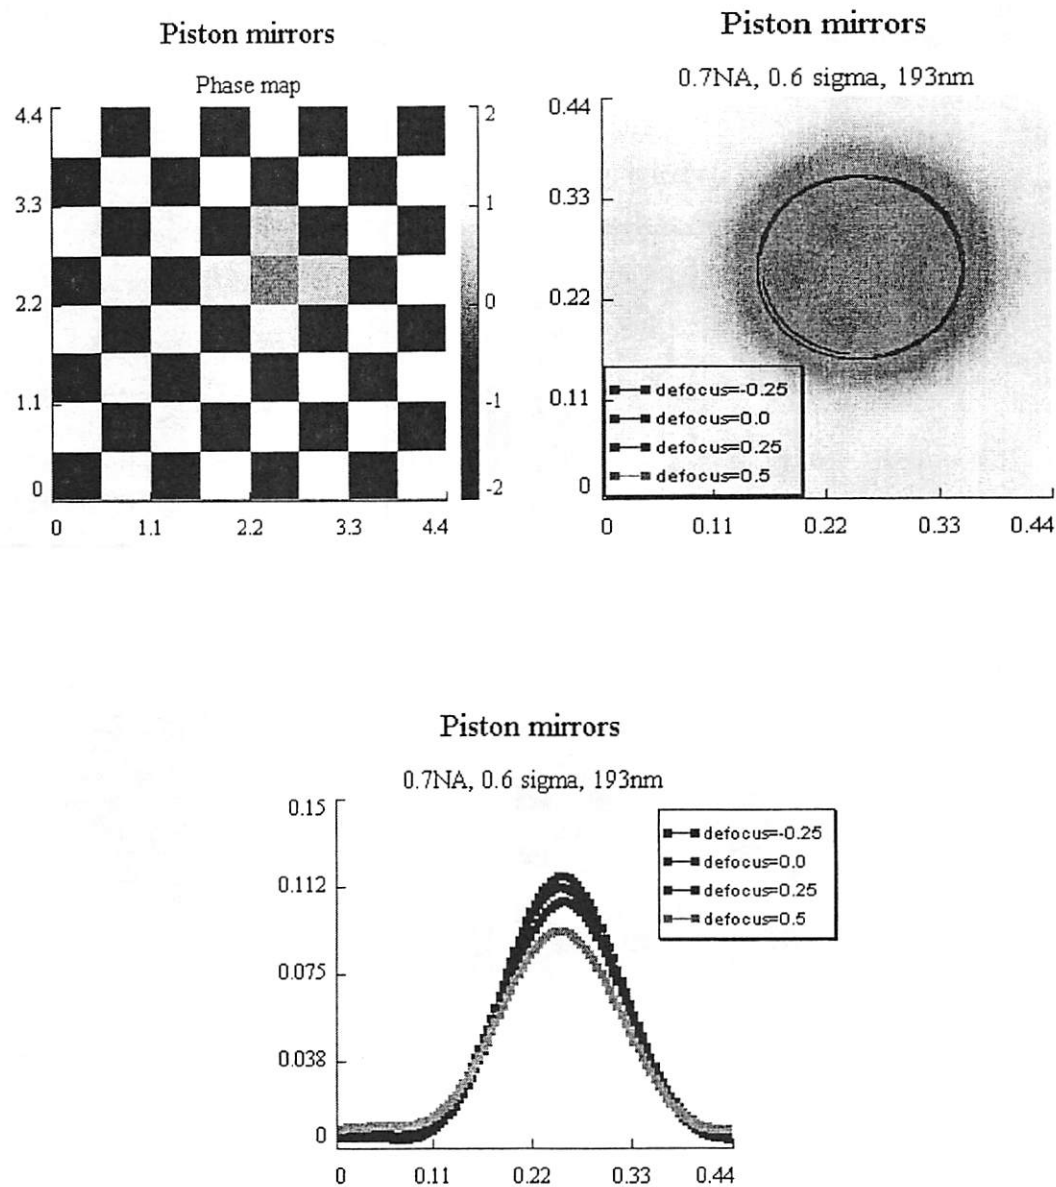 Piston mirrors
Phase map
4.4
3.3
2.2
1.1
0
0 1.1 2.2 3.3 4.4
2
1
0
-1
-2
Piston mirrors
0.7NA, 0.6 sigma, 193nm
0.44
0.33
0.22
0.11
0
defocus=-0.25
defocus=0.0
defocus=0.25
defocus=0.5
0 0.11 0.22 0.33 0.44
Piston mirrors
0.7NA, 0.6 sigma, 193nm
0.15
0.112
0.075
0.038
0
defocus=-0.25
defocus=0.0
defocus=0.25
defocus=0.5
0 0.11 0.22 0.33 0.44